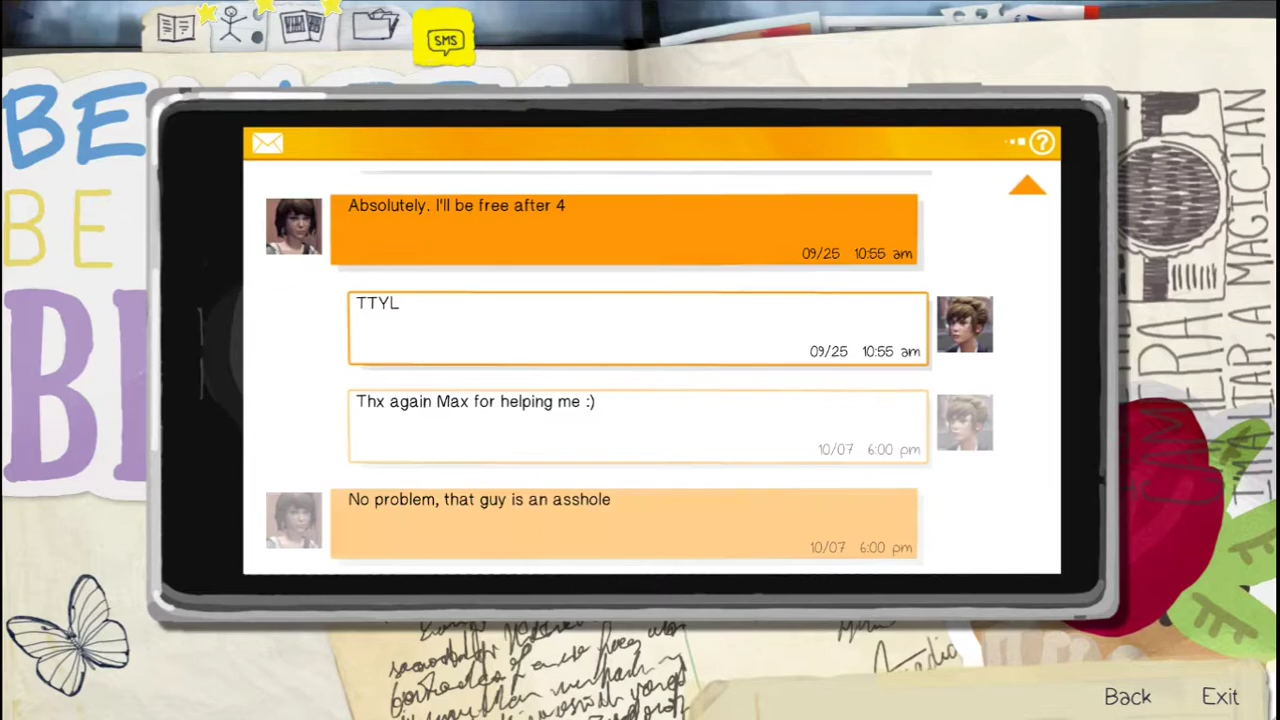 SMS
BE
BE
Absolutely. I'll be free after 4
09/25 10:55 am
TTYL
09/25 10:55 am
Thx again Max for helping me :)
10/07 6:00 pm
No problem, that guy is an asshole
10/07 6:00 pm
CAMERA
LIAR, A MAGICIAN
Back Exit